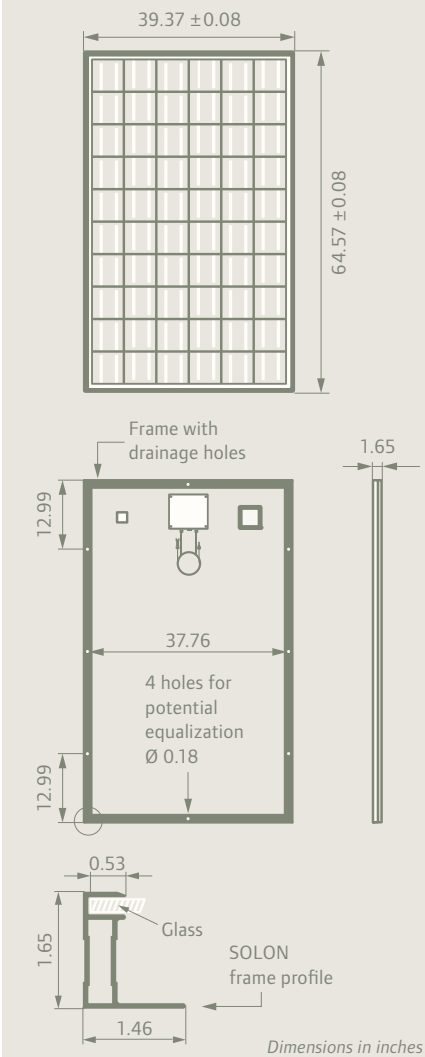 39.37 ±0.08
64.57 ±0.08
Frame with
drainage holes
1.65
12.99
37.76
4 holes for
potential
equalization
Ø 0.18
12.99
0.53
Glass
1.65
SOLON
frame profile
1.46
Dimensions in inches